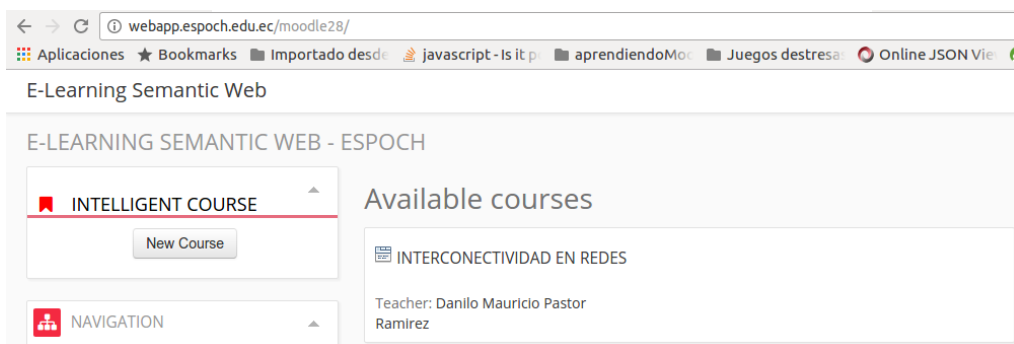 webapp.espoch.edu.ec/moodle28/
Aplicaciones Bookmarks Importado desde javascript - Is it p aprendiendoMoo Juegos destresa Online JSON Vie
E-Learning Semantic Web
E-LEARNING SEMANTIC WEB - ESPOCH
INTELLIGENT COURSE
New Course
NAVIGATION
Available courses
INTERCONECTIVIDAD EN REDES
Teacher: Danilo Mauricio Pastor
Ramirez